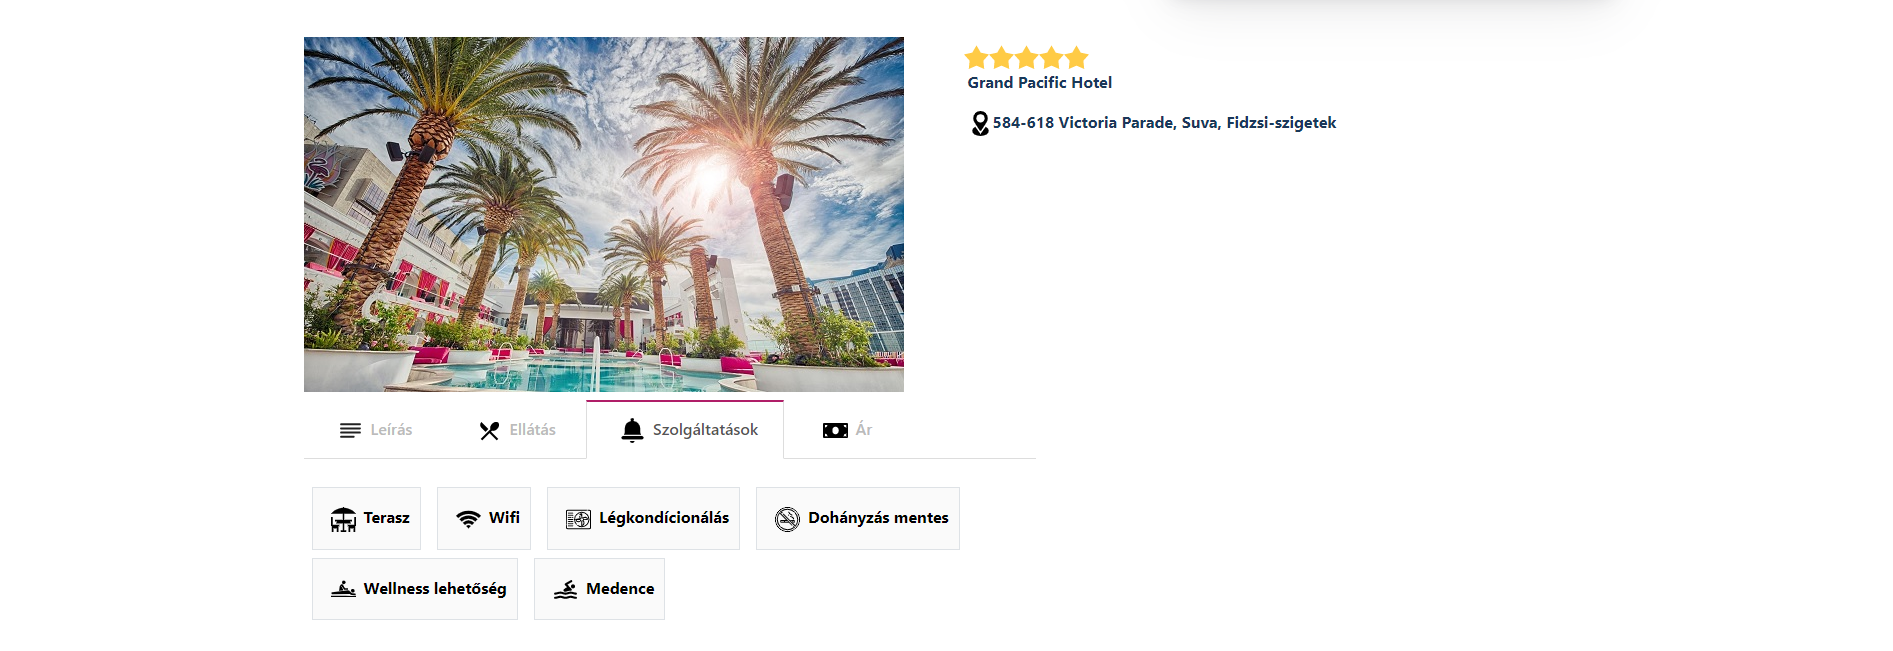 Grand Pacific Hotel
584-618 Victoria Parade, Suva, Fidzsi-szigetek
Leírás Ellátás Szolgáltatások Ár
Terasz Wifi Légkondícionálás Dohányzás mentes
Wellness lehetőség Medence